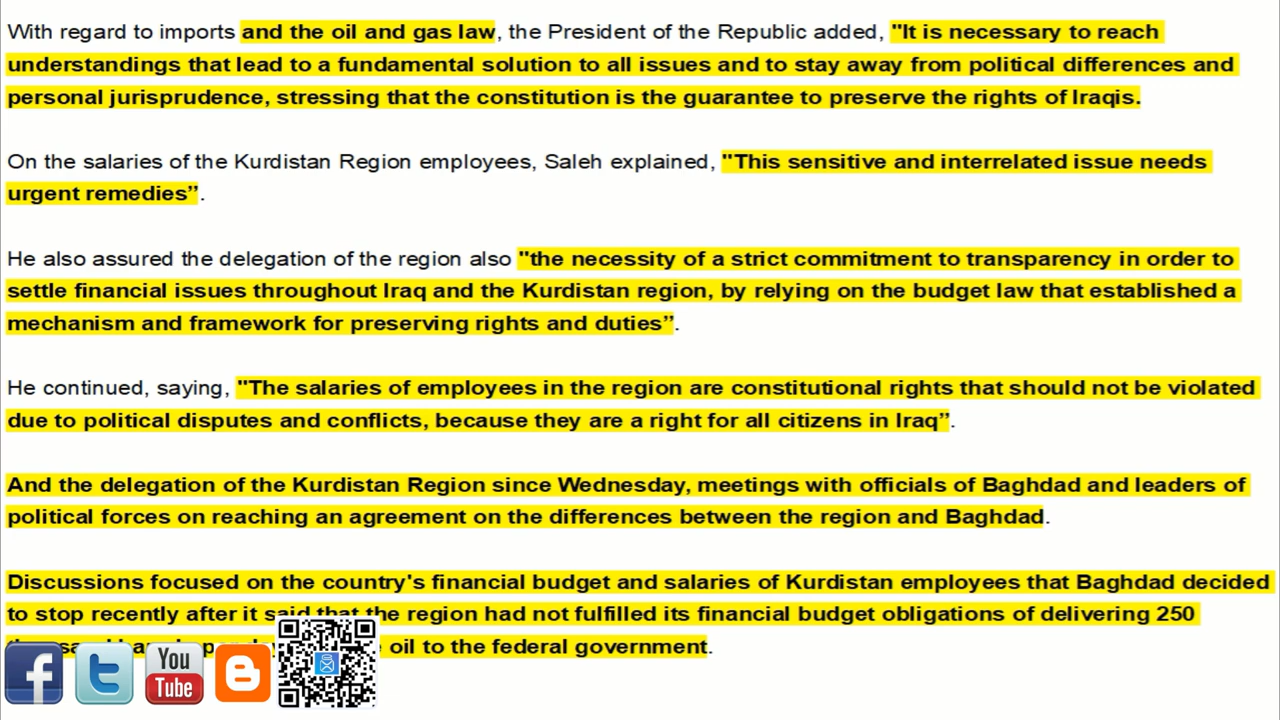 With regard to imports and the oil and gas law, the President of the Republic added, "It is necessary to reach
understandings that lead to a fundamental solution to all issues and to stay away from political differences and
personal jurisprudence, stressing that the constitution is the guarantee to preserve the rights of Iraqis.
On the salaries of the Kurdistan Region employees, Saleh explained, "This sensitive and interrelated issue needs
urgent remedies”.
He also assured the delegation of the region also "the necessity of a strict commitment to transparency in order to
settle financial issues throughout Iraq and the Kurdistan region, by relying on the budget law that established a
mechanism and framework for preserving rights and duties”.
He continued, saying, "The salaries of employees in the region are constitutional rights that should not be violated
due to political disputes and conflicts, because they are a right for all citizens in Iraq”.
And the delegation of the Kurdistan Region since Wednesday, meetings with officials of Baghdad and leaders of
political forces on reaching an agreement on the differences between the region and Baghdad.
Discussions focused on the country's financial budget and salaries of Kurdistan employees that Baghdad decided
to stop recently after it said that the region had not fulfilled its financial budget obligations of delivering 250
oil to the federal government.
You
Tube